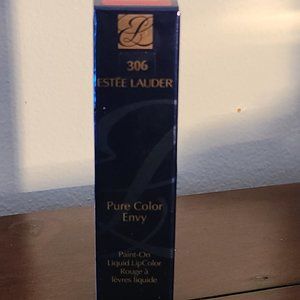 306
ESTĒE LAUDER
Pure Color
Envy
Paint-On
Liquid LipColor
Rouge à
lèvres liquide